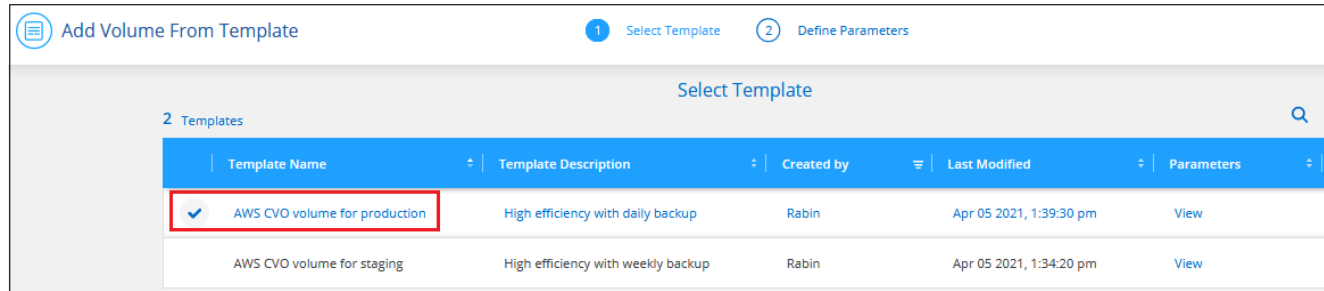 Add Volume From Template
1 Select Template 2 Define Parameters
Select Template
2 Templates
Template Name Template Description Created by Last Modified Parameters
AWS CVO volume for production High efficiency with daily backup Rabin Apr 05 2021, 1:39:30 pm View
AWS CVO volume for staging High efficiency with weekly backup Rabin Apr 05 2021, 1:34:20 pm View